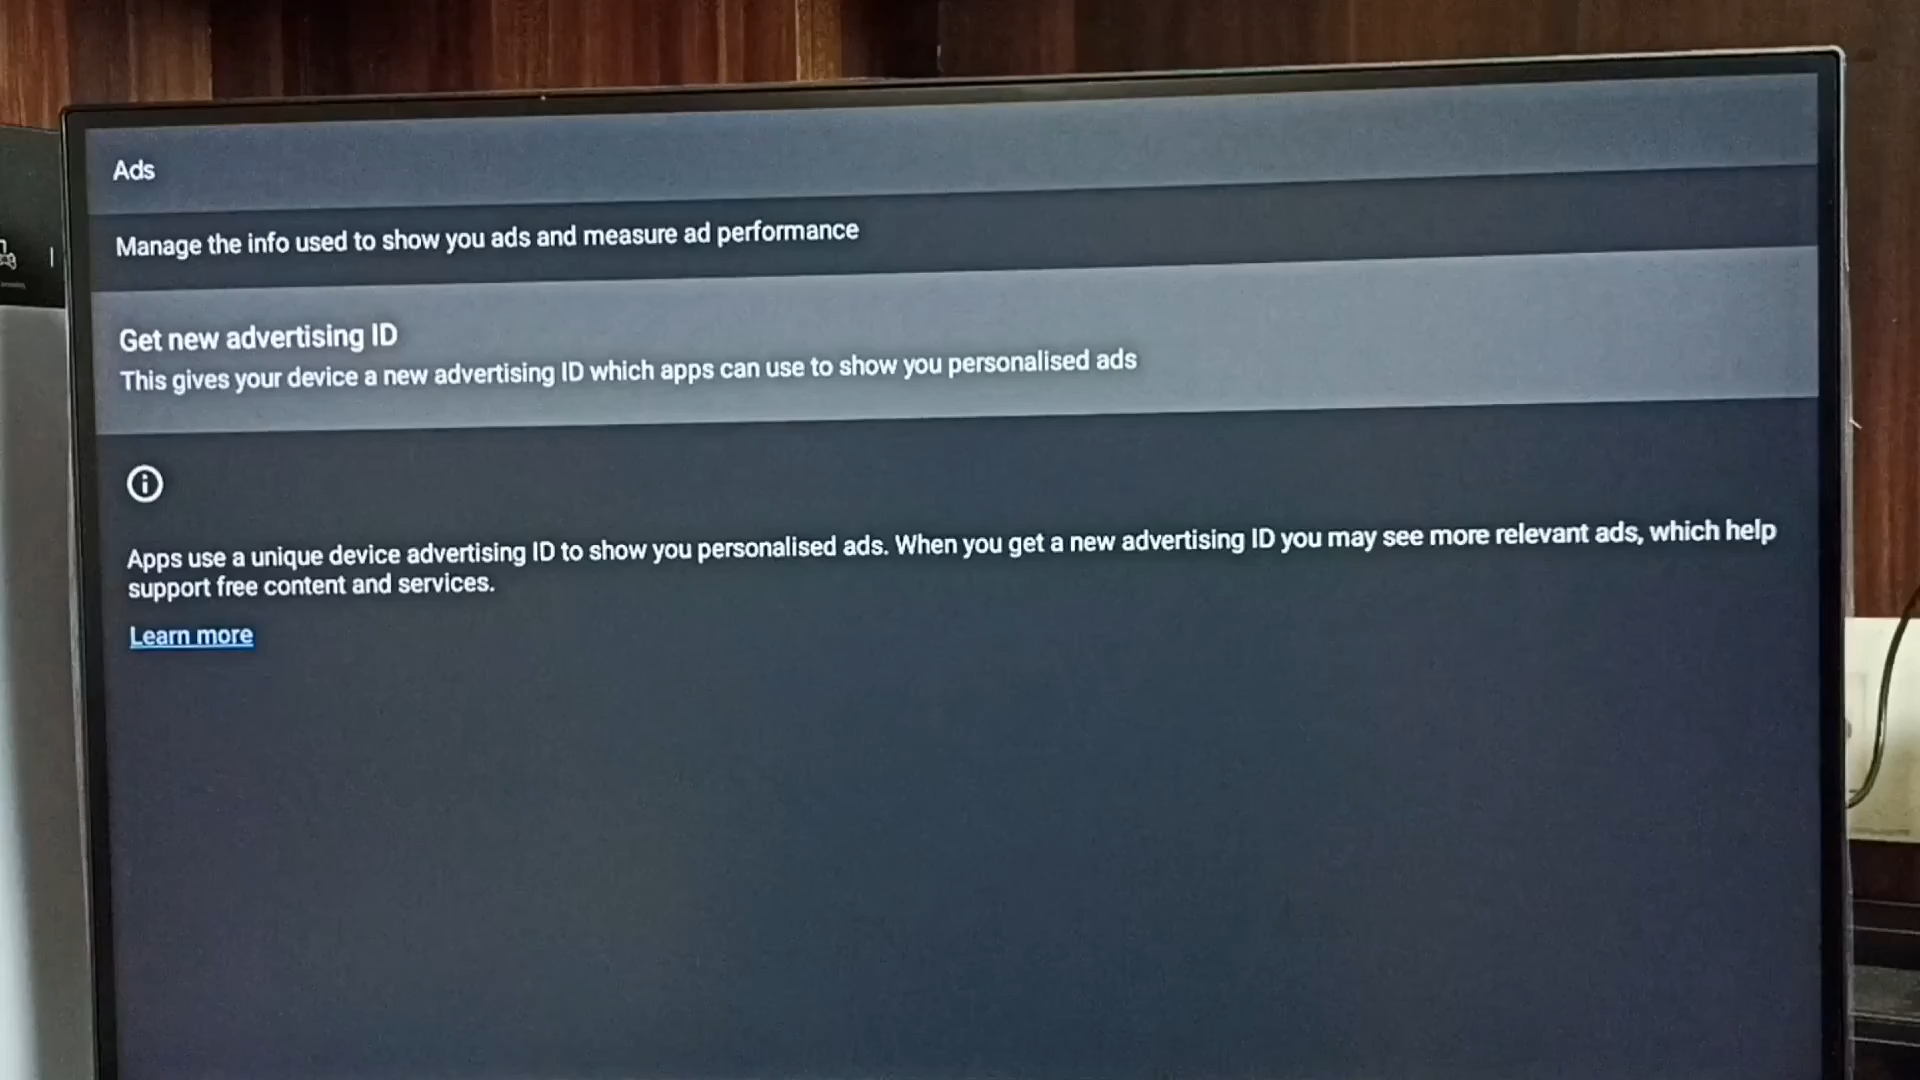 Ads
Manage the info used to show you ads and measure ad performance
Get new advertising ID
This gives your device a new advertising ID which apps can use to show you personalised ads
Apps use a unique device advertising ID to show you personalised ads. When you get a new advertising ID you may see more relevant ads, which help
support free content and services.
Learn more